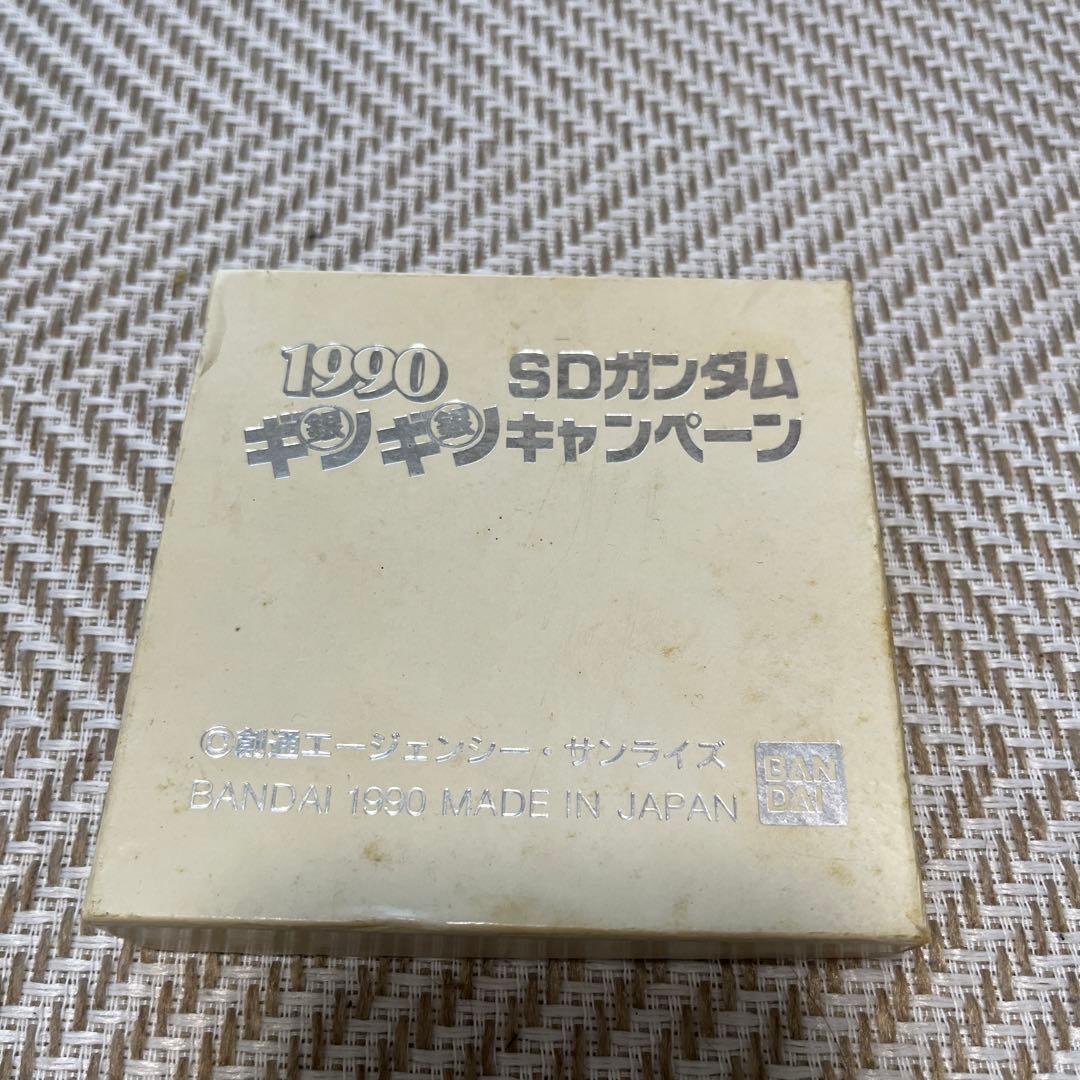 1990 SDガンダム
ギン銀ギン銀キャンペーン
©創通エージェンシー・サンライズ
BANDAI 1990 MADE IN JAPAN
BAN
DAI